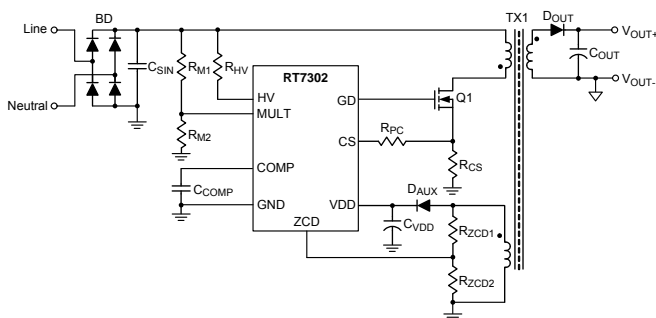 Line
BD
TX1
DOUT
VOUT+
CSIN
RM1
RHV
COUT
RT7302
VOUT-
HV
GD
Q1
MULT
RPC
RM2
CS
RCS
COMP
CCOMP
DAUX
GND
VDD
ZCD
CVDD
RZCD1
RZCD2
Neutral